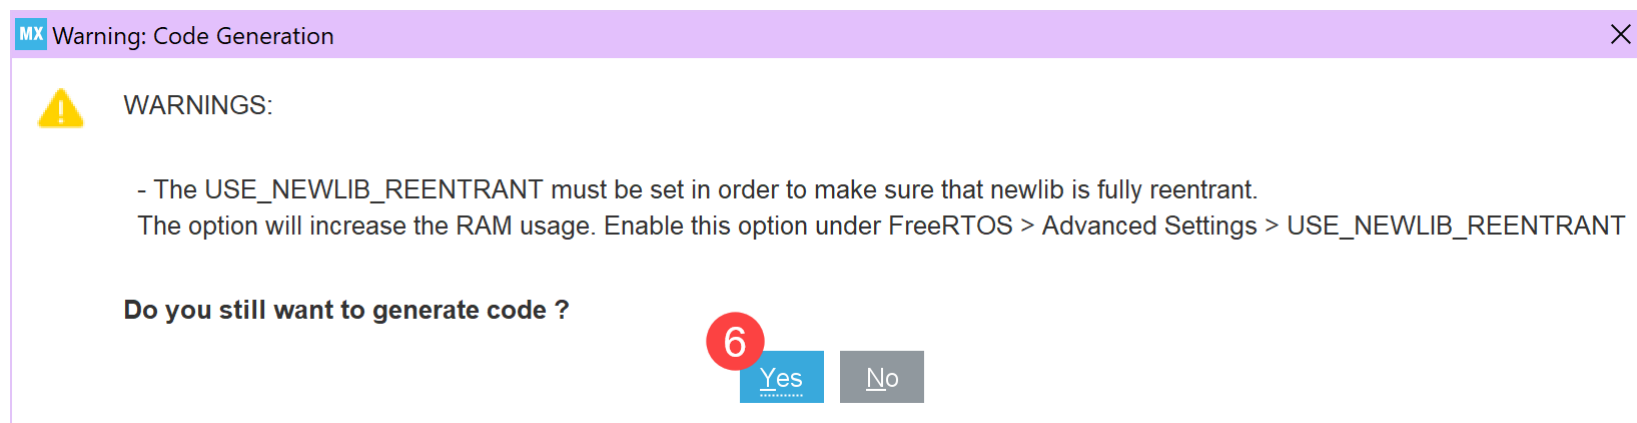 MX Warning: Code Generation
WARNINGS:
- The USE_NEWLIB_REENTRANT must be set in order to make sure that newlib is fully reentrant.
The option will increase the RAM usage. Enable this option under FreeRTOS > Advanced Settings > USE_NEWLIB_REENTRANT
Do you still want to generate code ?
6
Yes No